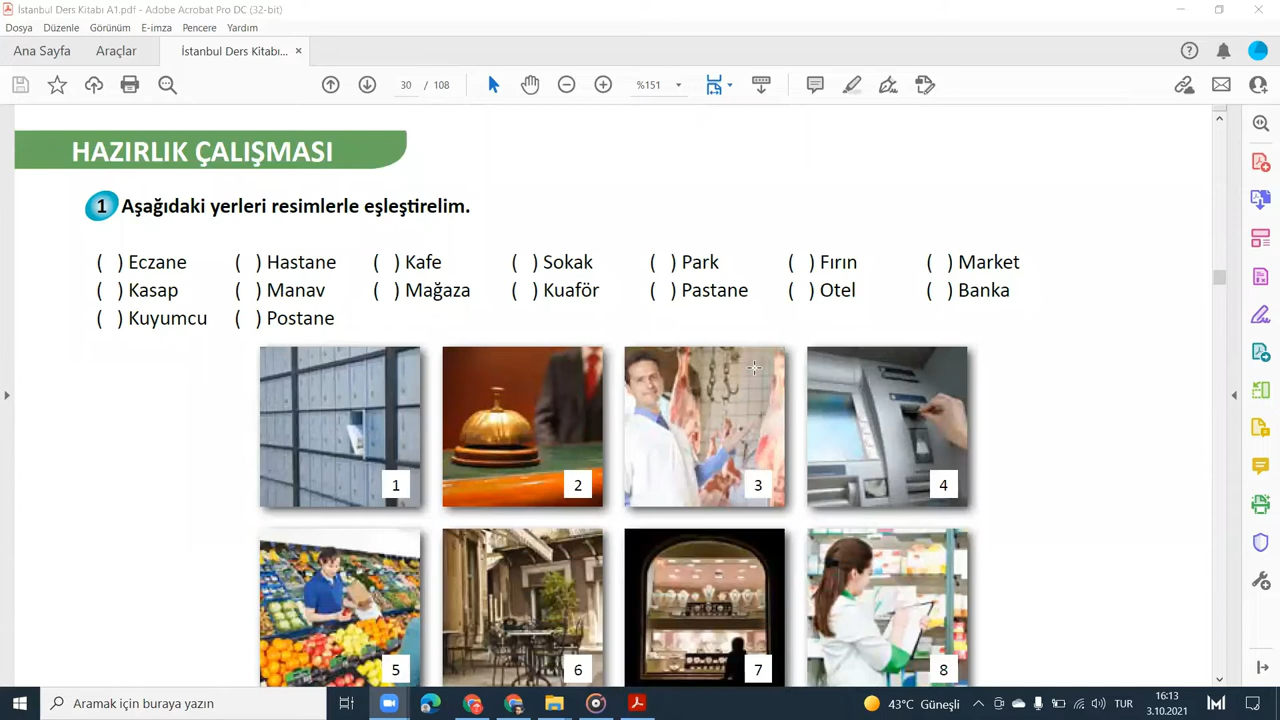 İstanbul Ders Kitabı A1.pdf - Adobe Acrobat Pro DC (32-bit)
Dosya Düzenle Görünüm E-imza Pencere Yardım
Ana Sayfa Araçlar İstanbul Ders Kitabı... ×
30 / 108 %151
HAZIRLIK ÇALIŞMASI
1 Aşağıdaki yerleri resimlerle eşleştirelim.
( ) Eczane ( ) Hastane ( ) Kafe ( ) Sokak ( ) Park ( ) Fırın ( ) Market
( ) Kasap ( ) Manav ( ) Mağaza ( ) Kuaför ( ) Pastane ( ) Otel ( ) Banka
( ) Kuyumcu ( ) Postane
1 2 3 4
5 6 7 8
Aramak için buraya yazın
43°C Güneşli TUR 16:13
3.10.2021